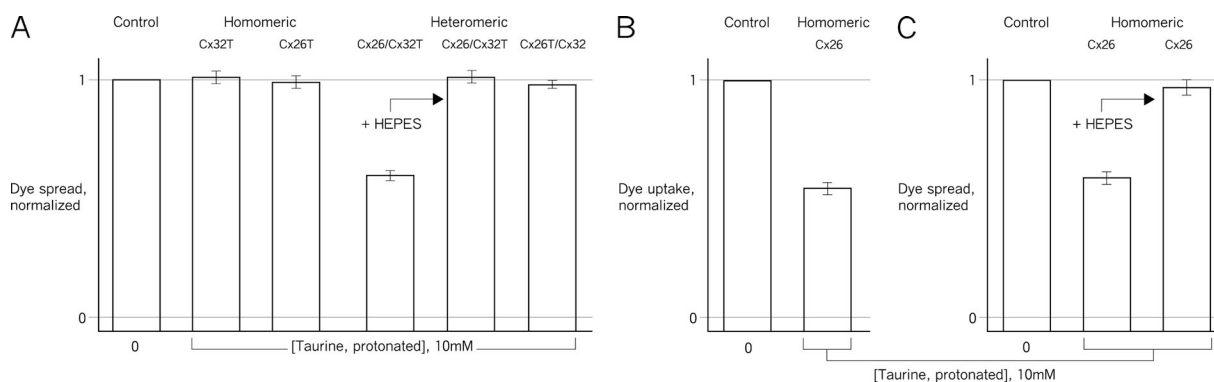 A
Control
Homomeric
Heteromeric
Cx32T
Cx26T
Cx26/Cx32T
Cx26/Cx32T
Cx26T/Cx32
1
+ HEPES
Dye spread,
normalized
0
0
[Taurine, protonated], 10mM
B
Control
Homomeric
Cx26
1
Dye uptake,
normalized
0
0
C
Control
Homomeric
Cx26
Cx26
1
+ HEPES
Dye spread,
normalized
0
0
[Taurine, protonated], 10mM